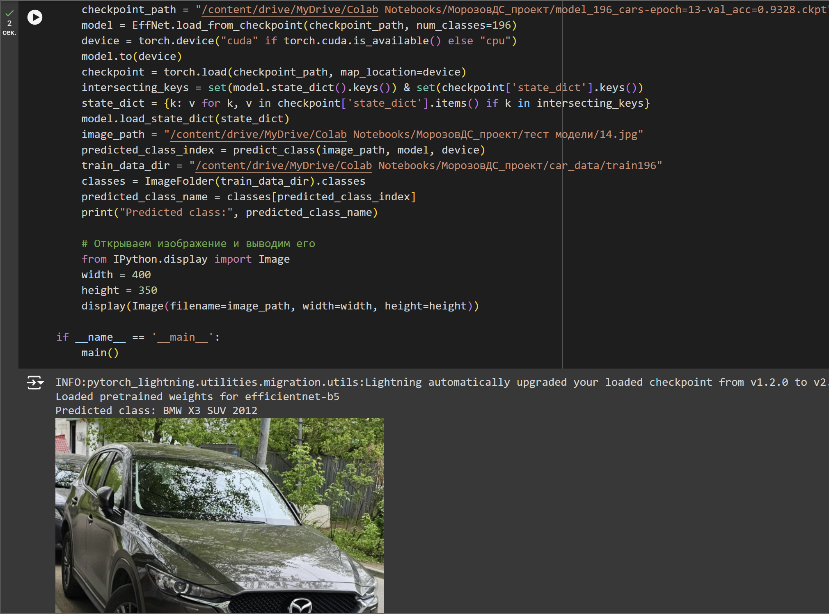 checkpoint_path = "/content/drive/MyDrive/Colab Notebooks/МорозовДС_проект/model_196_cars-epoch=13-val_acc=0.9328.ckpt
2
сек.
model = EffNet.load_from_checkpoint(checkpoint_path, num_classes=196)
device = torch.device("cuda" if torch.cuda.is_available() else "cpu")
model.to(device)
checkpoint = torch.load(checkpoint_path, map_location=device)
intersecting_keys = set(model.state_dict().keys()) & set(checkpoint['state_dict'].keys())
state_dict = {k: v for k, v in checkpoint['state_dict'].items() if k in intersecting_keys}
model.load_state_dict(state_dict)
image_path = "/content/drive/MyDrive/Colab Notebooks/МорозовДС_проект/тест модели/14.jpg"
predicted_class_index = predict_class(image_path, model, device)
train_data_dir = "/content/drive/MyDrive/Colab Notebooks/МорозовДС_проект/car_data/train196"
classes = ImageFolder(train_data_dir).classes
predicted_class_name = classes[predicted_class_index]
print("Predicted class:", predicted_class_name)
# Открываем изображение и выводим его
from IPython.display import Image
width = 400
height = 350
display(Image(filename=image_path, width=width, height=height))
if __name__ == '__main__':
main()
INFO:pytorch_lightning.utilities.migration.utils:Lightning automatically upgraded your loaded checkpoint from v1.2.0 to v2.
Loaded pretrained weights for efficientnet-b5
Predicted class: BMW X3 SUV 2012